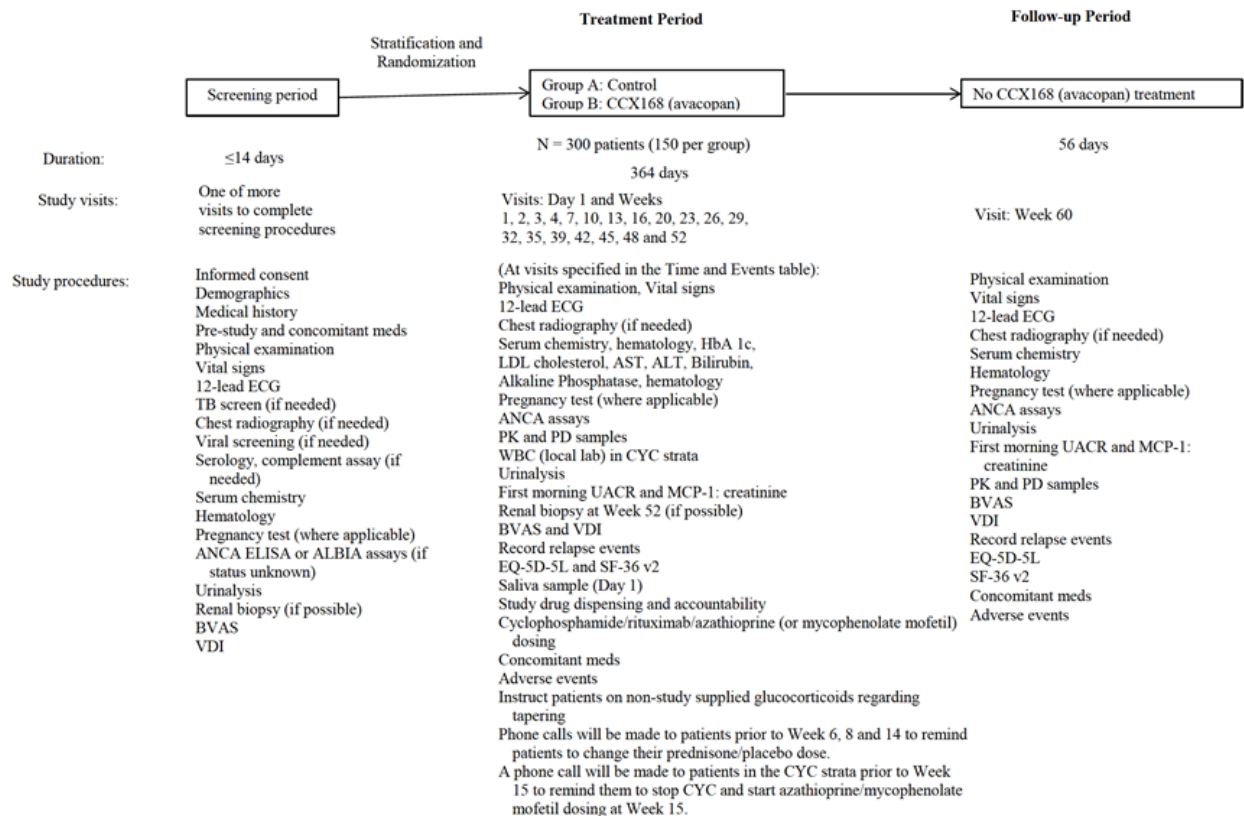 Treatment Period
Follow-up Period
Stratification and
Randomization
Screening period
Group A: Control
Group B: CCX168 (avacopan)
No CCX168 (avacopan) treatment
Duration:
≤14 days
N = 300 patients (150 per group)
364 days
56 days
Study visits:
One of more
visits to complete
screening procedures
Visits: Day 1 and Weeks
1, 2, 3, 4, 7, 10, 13, 16, 20, 23, 26, 29,
32, 35, 39, 42, 45, 48 and 52
Visit: Week 60
Study procedures:
Informed consent
Demographics
Medical history
Pre-study and concomitant meds
Physical examination
Vital signs
12-lead ECG
TB screen (if needed)
Chest radiography (if needed)
Viral screening (if needed)
Serology, complement assay (if
needed)
Serum chemistry
Hematology
Pregnancy test (where applicable)
ANCA ELISA or ALBIA assays (if
status unknown)
Urinalysis
Renal biopsy (if possible)
BVAS
VDI
(At visits specified in the Time and Events table):
Physical examination, Vital signs
12-lead ECG
Chest radiography (if needed)
Serum chemistry, hematology, HbA 1c,
LDL cholesterol, AST, ALT, Bilirubin,
Alkaline Phosphatase, hematology
Pregnancy test (where applicable)
ANCA assays
PK and PD samples
WBC (local lab) in CYC strata
Urinalysis
First morning UACR and MCP-1: creatinine
Renal biopsy at Week 52 (if possible)
BVAS and VDI
Record relapse events
EQ-5D-5L and SF-36 v2
Saliva sample (Day 1)
Study drug dispensing and accountability
Cyclophosphamide/rituximab/azathioprine (or mycophenolate mofetil)
dosing
Concomitant meds
Adverse events
Instruct patients on non-study supplied glucocorticoids regarding
tapering
Phone calls will be made to patients prior to Week 6, 8 and 14 to remind
patients to change their prednisone/placebo dose.
A phone call will be made to patients in the CYC strata prior to Week
15 to remind them to stop CYC and start azathioprine/mycophenolate
mofetil dosing at Week 15.
Physical examination
Vital signs
12-lead ECG
Chest radiography (if needed)
Serum chemistry
Hematology
Pregnancy test (where applicable)
ANCA assays
Urinalysis
First morning UACR and MCP-1:
creatinine
PK and PD samples
BVAS
VDI
Record relapse events
EQ-5D-5L
SF-36 v2
Concomitant meds
Adverse events